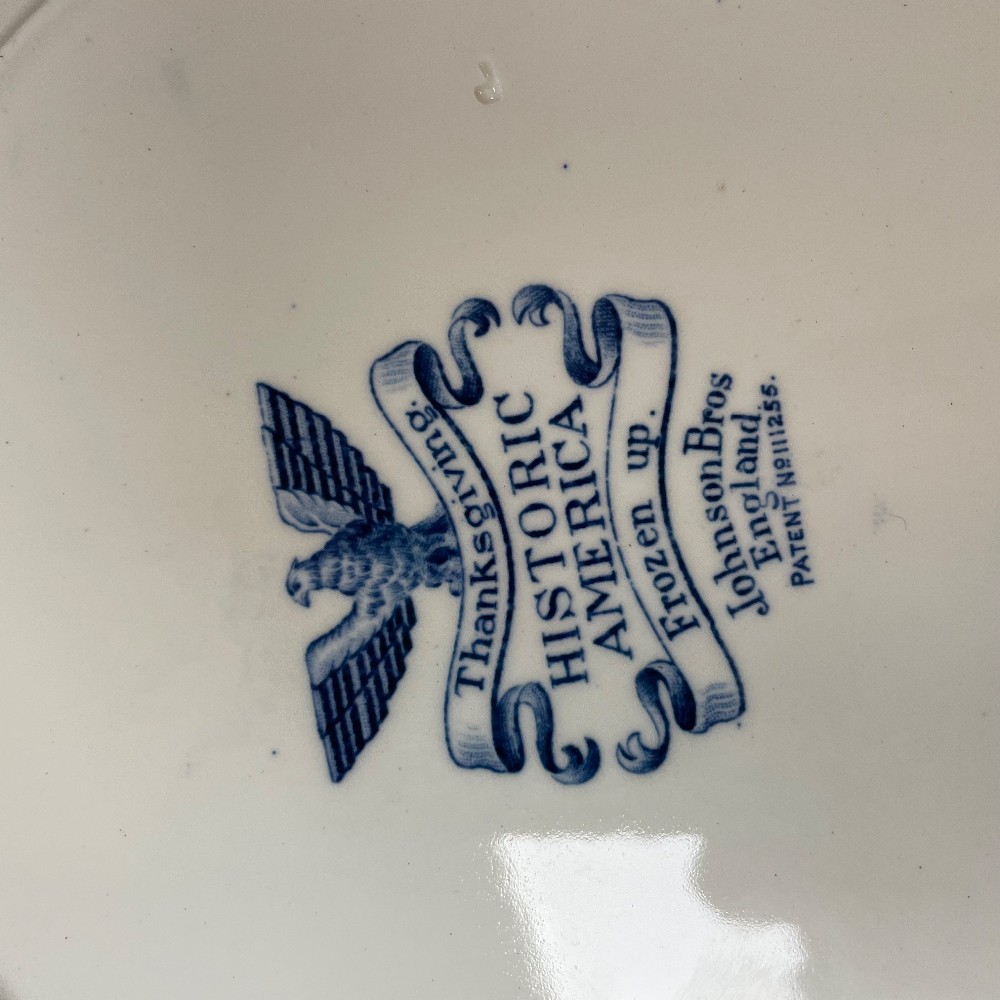 Thanksgiving.
HISTORIC
AMERICA
Frozen up.
Johnson Bros
England.
PATENT Nº 111255.